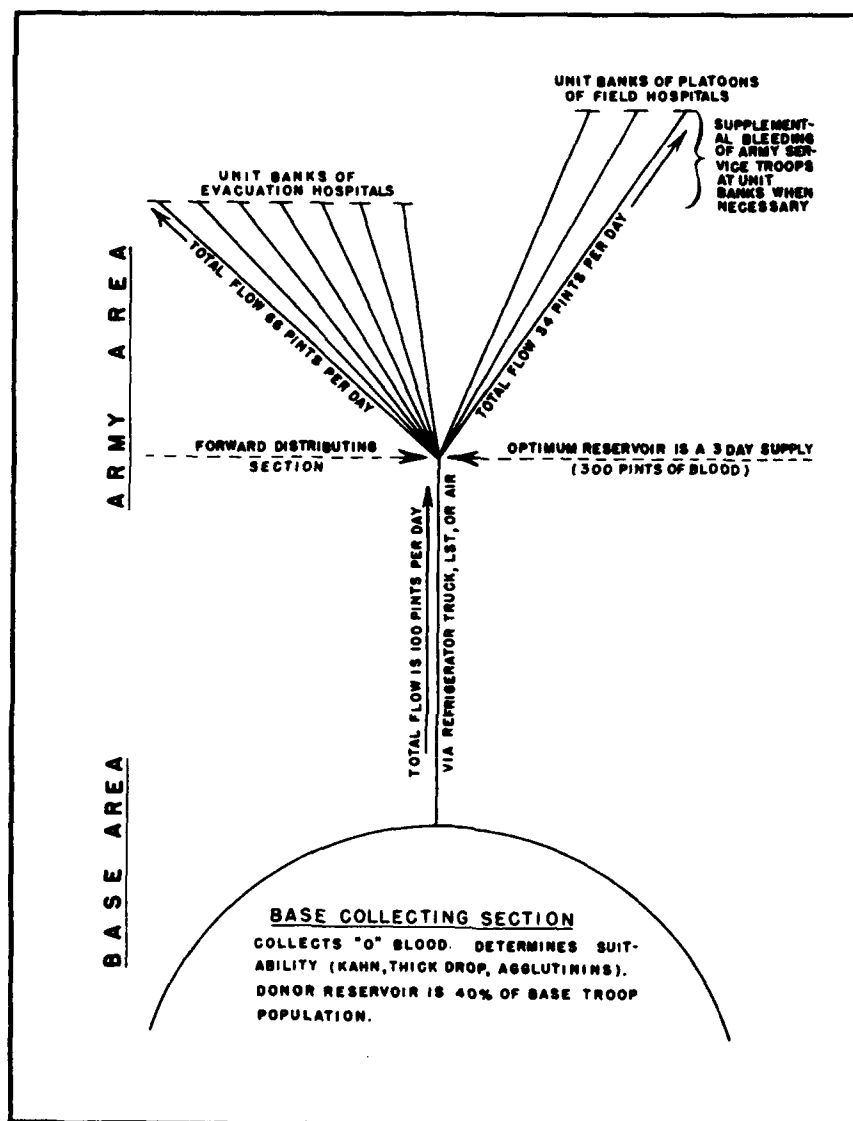 UNIT BANKS OF PLATOONS
OF FIELD HOSPITALS
SUPPLEMENT-
AL BLEEDING
OF ARMY SER-
VICE TROOPS
AT UNIT
BANKS WHEN
NECESSARY
UNIT BANKS OF
EVACUATION HOSPITALS
TOTAL FLOW 66 PINTS PER DAY
TOTAL FLOW 34 PINTS PER DAY
ARMY AREA
FORWARD DISTRIBUTING
SECTION
OPTIMUM RESERVOIR IS A 3 DAY SUPPLY
(300 PINTS OF BLOOD)
TOTAL FLOW IS 100 PINTS PER DAY
VIA REFRIGERATOR TRUCK, LST, OR AIR
BASE AREA
BASE COLLECTING SECTION
COLLECTS "O" BLOOD. DETERMINES SUIT-
ABILITY (KAHN, THICK DROP, AGGLUTININS).
DONOR RESERVOIR IS 40% OF BASE TROOP
POPULATION.